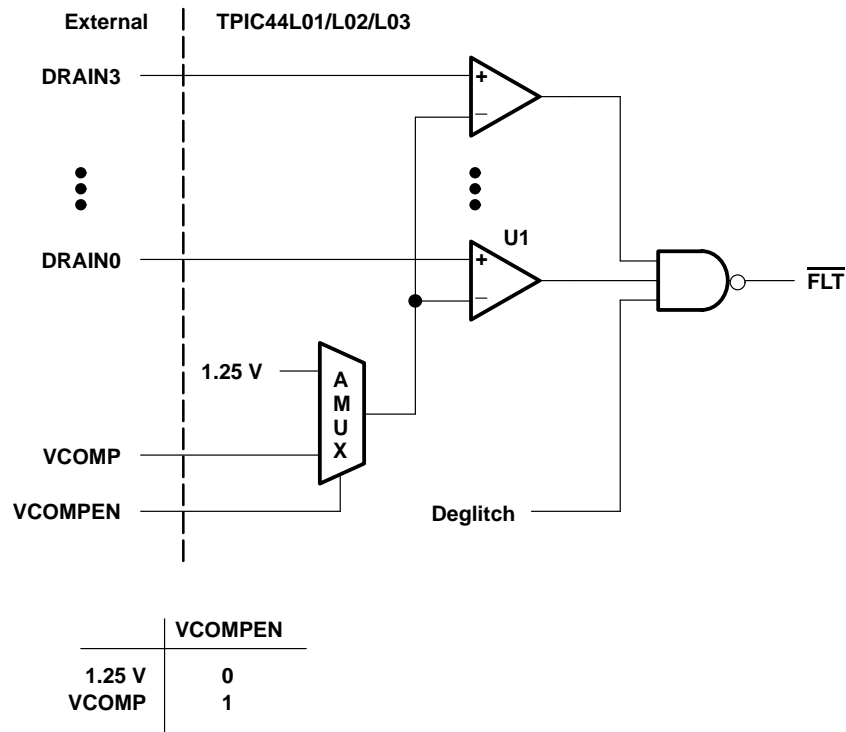 External TPIC44L01/L02/L03
DRAIN3
+
–
U1
DRAIN0
+
–
FLT
1.25 V
A
M
U
X
VCOMP
VCOMPEN
Deglitch
VCOMPEN
1.25 V 0
VCOMP 1